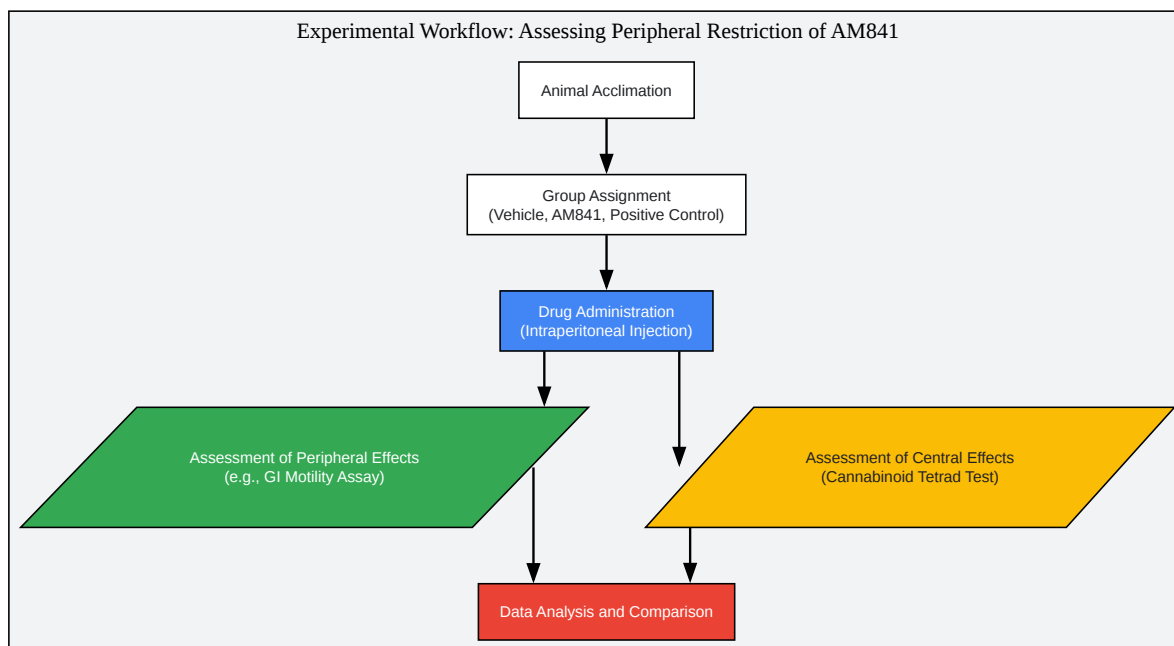 Experimental Workflow: Assessing Peripheral Restriction of AM841
Animal Acclimation
Group Assignment
(Vehicle, AM841, Positive Control)
Drug Administration
(Intraperitoneal Injection)
Assessment of Peripheral Effects
(e.g., GI Motility Assay)
Assessment of Central Effects
(Cannabinoid Tetrad Test)
Data Analysis and Comparison